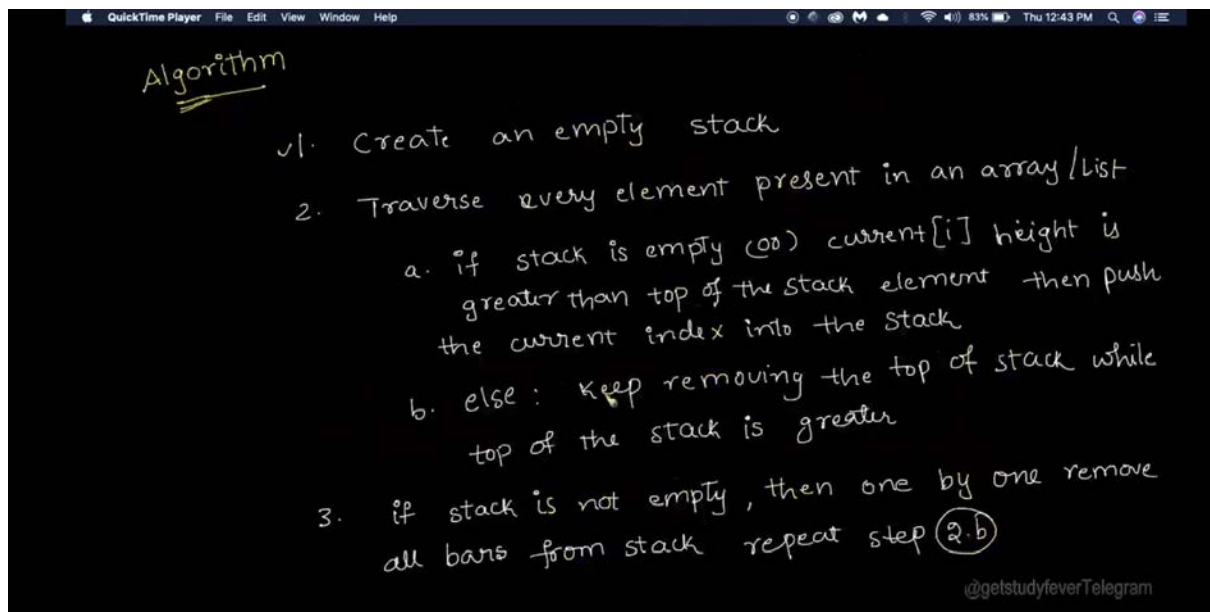 QuickTime Player File Edit View Window Help 83% Thu 12:43 PM
Algorithm
√1. Create an empty stack
2. Traverse every element present in an array/List
a. if stack is empty (or) current[i] height is
greater than top of the stack element then push
the current index into the stack
b. else: Keep removing the top of stack while
top of the stack is greater
3. if stack is not empty, then one by one remove
all bars from stack repeat step 2.b
@getstudyfeverTelegram